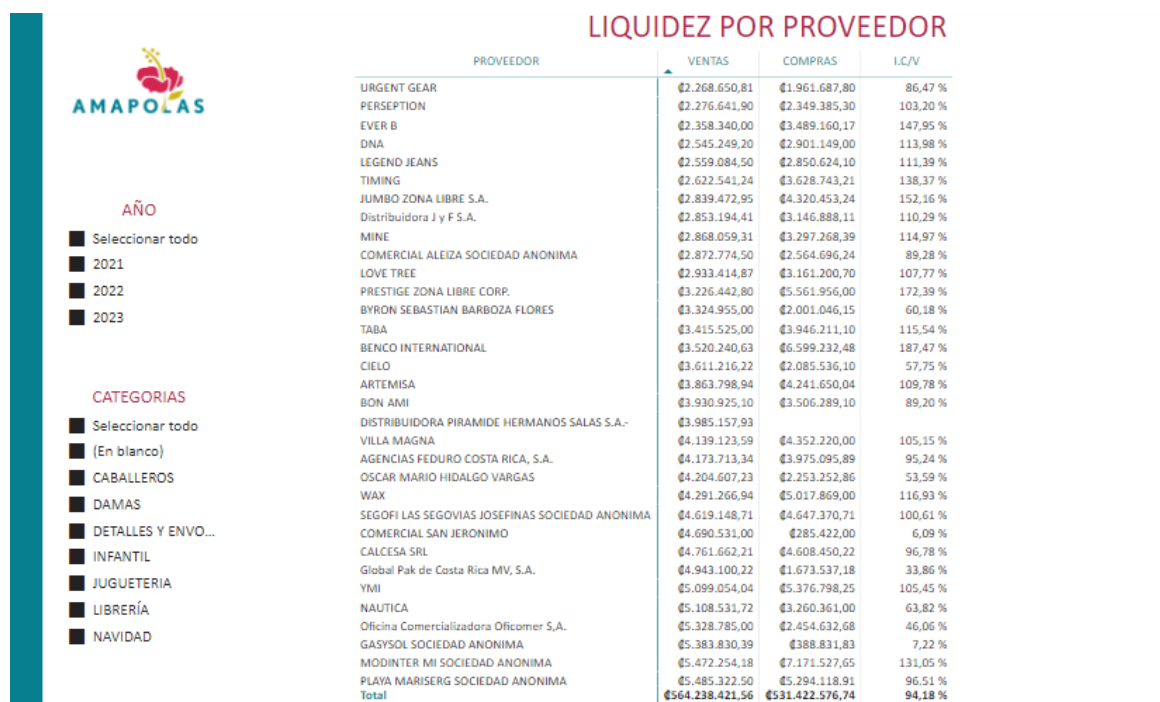 LIQUIDEZ POR PROVEEDOR
AMAPOLAS
AÑO
Seleccionar todo
2021
2022
2023
CATEGORIAS
Seleccionar todo
(En blanco)
CABALLEROS
DAMAS
DETALLES Y ENVO...
INFANTIL
JUGUETERIA
LIBRERÍA
NAVIDAD
PROVEEDOR VENTAS COMPRAS I.C/V
URGENT GEAR ₡2.268.650,81 ₡1.961.687,80 86,47 %
PERSEPTION ₡2.276.641,90 ₡2.349.385,30 103,20 %
EVER B ₡2.358.340,00 ₡3.489.160,17 147,95 %
DNA ₡2.545.249,20 ₡2.901.149,00 113,98 %
LEGEND JEANS ₡2.559.084,50 ₡2.850.624,10 111,39 %
TIMING ₡2.622.541,24 ₡3.628.743,21 138,37 %
JUMBO ZONA LIBRE S.A. ₡2.839.472,95 ₡4.320.453,24 152,16 %
Distribuidora J y F S.A. ₡2.853.194,41 ₡3.146.888,11 110,29 %
MINE ₡2.868.059,31 ₡3.297.268,39 114,97 %
COMERCIAL ALEIZA SOCIEDAD ANONIMA ₡2.872.774,50 ₡2.564.696,24 89,28 %
LOVE TREE ₡2.933.414,87 ₡3.161.200,70 107,77 %
PRESTIGE ZONA LIBRE CORP. ₡3.226.442,80 ₡5.561.956,00 172,39 %
BYRON SEBASTIAN BARBOZA FLORES ₡3.324.955,00 ₡2.001.046,15 60,18 %
TABA ₡3.415.525,00 ₡3.946.211,10 115,54 %
BENCO INTERNATIONAL ₡3.520.240,63 ₡6.599.232,48 187,47 %
CIELO ₡3.611.216,22 ₡2.085.536,10 57,75 %
ARTEMISA ₡3.863.798,94 ₡4.241.650,04 109,78 %
BON AMI ₡3.930.925,10 ₡3.506.289,10 89,20 %
DISTRIBUIDORA PIRAMIDE HERMANOS SALAS S.A.- ₡3.985.157,93
VILLA MAGNA ₡4.139.123,59 ₡4.352.220,00 105,15 %
AGENCIAS FEDURO COSTA RICA, S.A. ₡4.173.713,34 ₡3.975.095,89 95,24 %
OSCAR MARIO HIDALGO VARGAS ₡4.204.607,23 ₡2.253.252,86 53,59 %
WAX ₡4.291.266,94 ₡5.017.869,00 116,93 %
SEGOFI LAS SEGOVIAS JOSEFINAS SOCIEDAD ANONIMA ₡4.619.148,71 ₡4.647.370,71 100,61 %
COMERCIAL SAN JERONIMO ₡4.690.531,00 ₡285.422,00 6,09 %
CALCESA SRL ₡4.761.662,21 ₡4.608.450,22 96,78 %
Global Pak de Costa Rica MV, S.A. ₡4.943.100,22 ₡1.673.537,18 33,86 %
YMI ₡5.099.054,04 ₡5.376.798,25 105,45 %
NAUTICA ₡5.108.531,72 ₡3.260.361,00 63,82 %
Oficina Comercializadora Oficomer S,A. ₡5.328.785,00 ₡2.454.632,68 46,06 %
GASYSOL SOCIEDAD ANONIMA ₡5.383.830,39 ₡388.831,83 7,22 %
MODINTER MI SOCIEDAD ANONIMA ₡5.472.254,18 ₡7.171.527,65 131,05 %
PLAYA MARISERG SOCIEDAD ANONIMA ₡5.485.322,50 ₡5.294.118,91 96,51 %
Total ₡564.238.421,56 ₡531.422.576,74 94,18 %